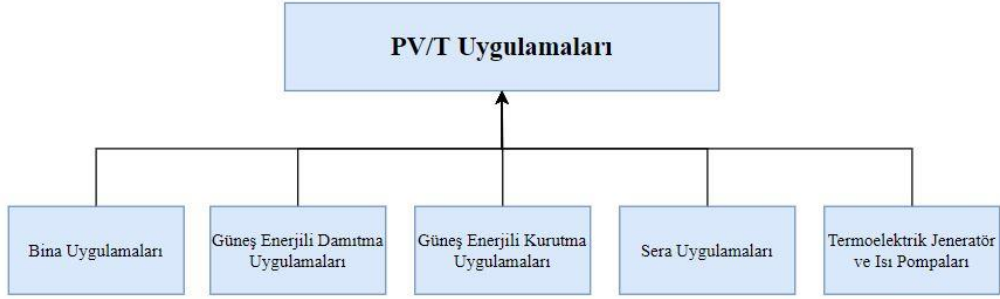 PV/T Uygulamaları
Bina Uygulamaları
Güneş Enerjili Damıtma
Uygulamaları
Güneş Enerjili Kurutma
Uygulamaları
Sera Uygulamaları
Termoelektrik Jeneratör
ve Isı Pompaları